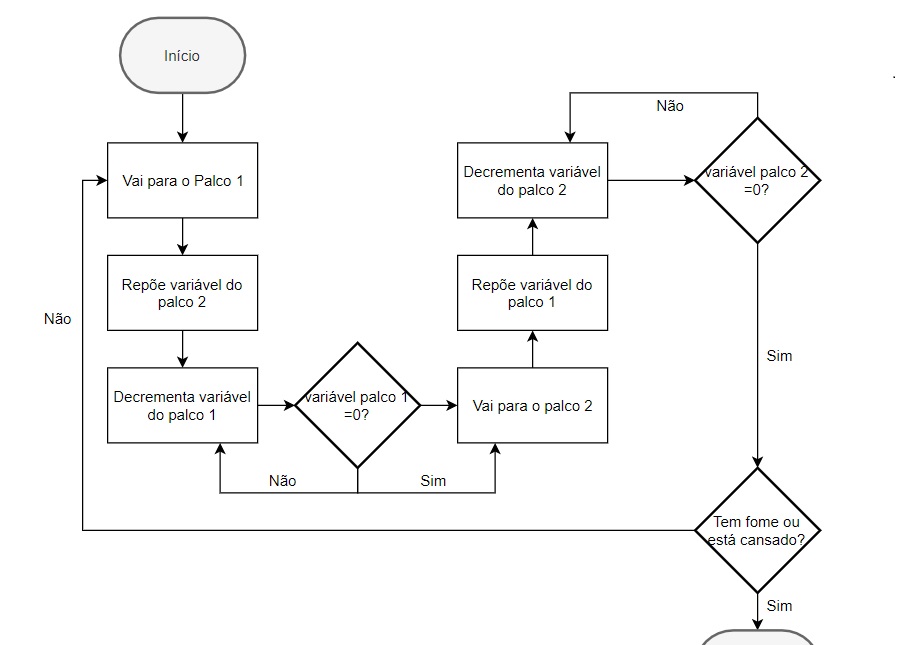 Início
Vai para o Palco 1
Repõe variável do
palco 2
Decrementa variável
do palco 1
variável palco 1
=0?
Não
Sim
Vai para o palco 2
Repõe variável do
palco 1
Decrementa variável
do palco 2
variável palco 2
=0?
Não
Sim
Tem fome ou
está cansado?
Não
Sim